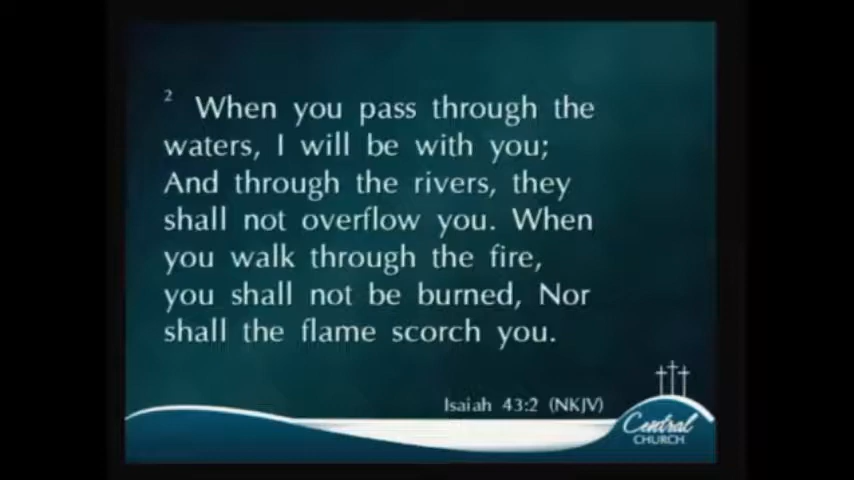 2 When you pass through the
waters, I will be with you;
And through the rivers, they
shall not overflow you. When
you walk through the fire,
you shall not be burned, Nor
shall the flame scorch you.
Isaiah 43:2 (NKJV)
Central
CHURCH